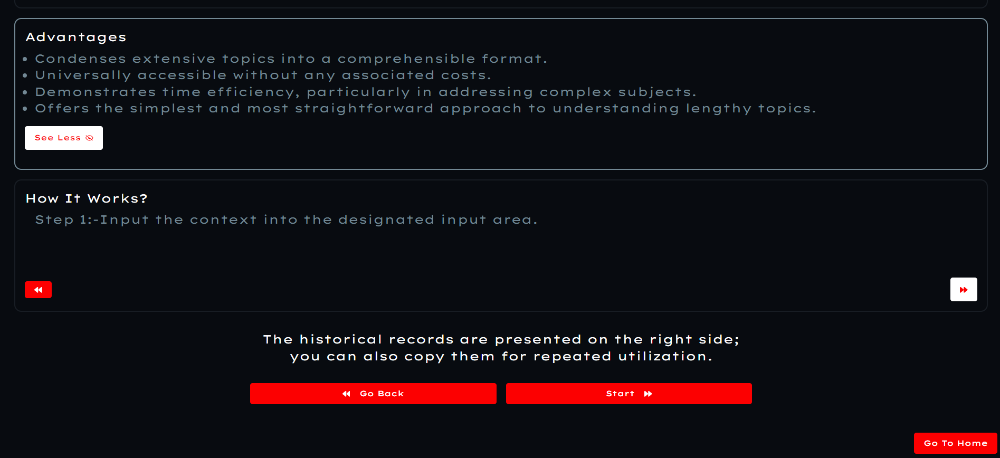 Advantages
Condenses extensive topics into a comprehensible format.
Universally accessible without any associated costs.
Demonstrates time efficiency, particularly in addressing complex subjects.
Offers the simplest and most straightforward approach to understanding lengthy topics.
See Less
How It Works?
Step 1:-Input the context into the designated input area.
The historical records are presented on the right side;
you can also copy them for repeated utilization.
Go Back
Start
Go To Home